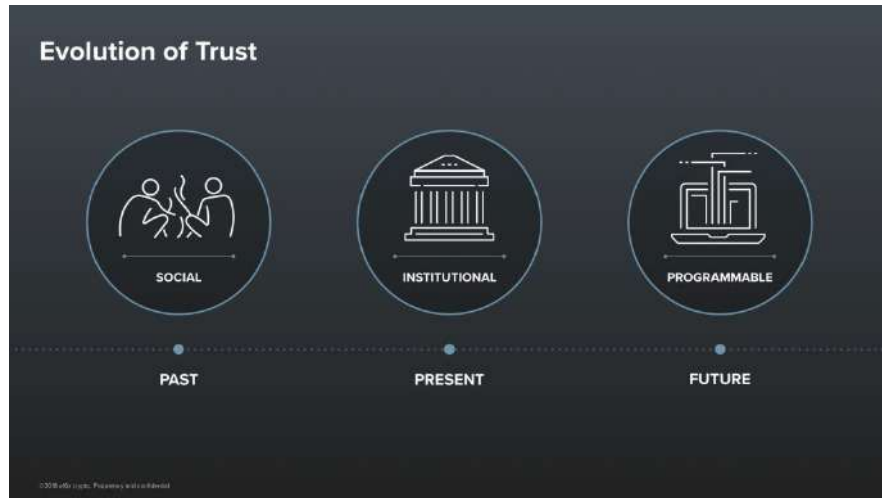 Evolution of Trust
SOCIAL
INSTITUTIONAL
PROGRAMMABLE
PAST
PRESENT
FUTURE